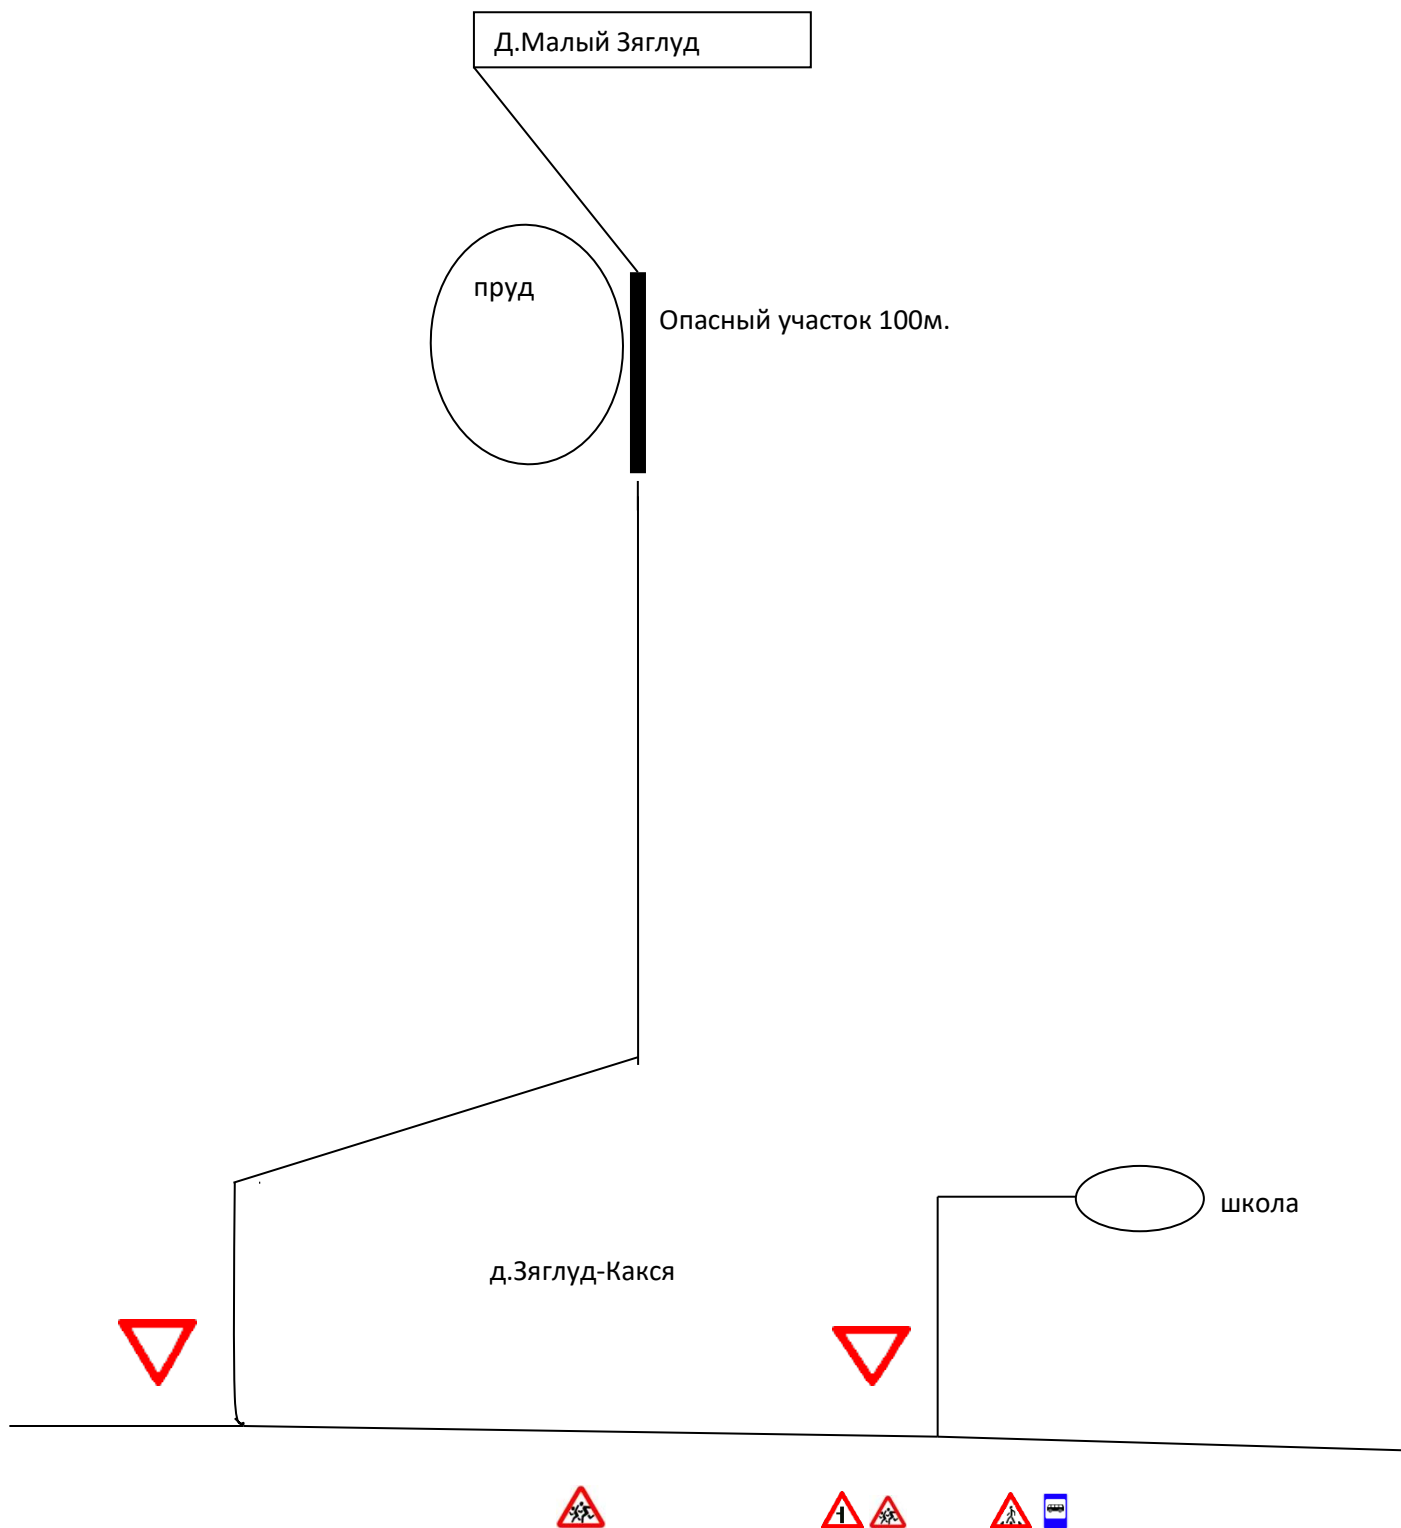 Д.Малый Зяглуд
пруд
Опасный участок 100м.
школа
д.Зяглуд-Какся